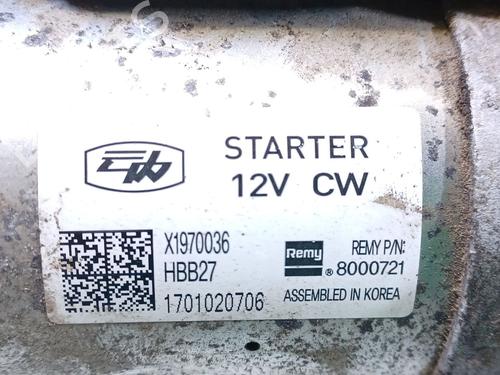 STARTER
12V CW
X1970036
HBB27
1701020706
Remy
REMY P/N:
® 8000721
ASSEMBLED IN KOREA